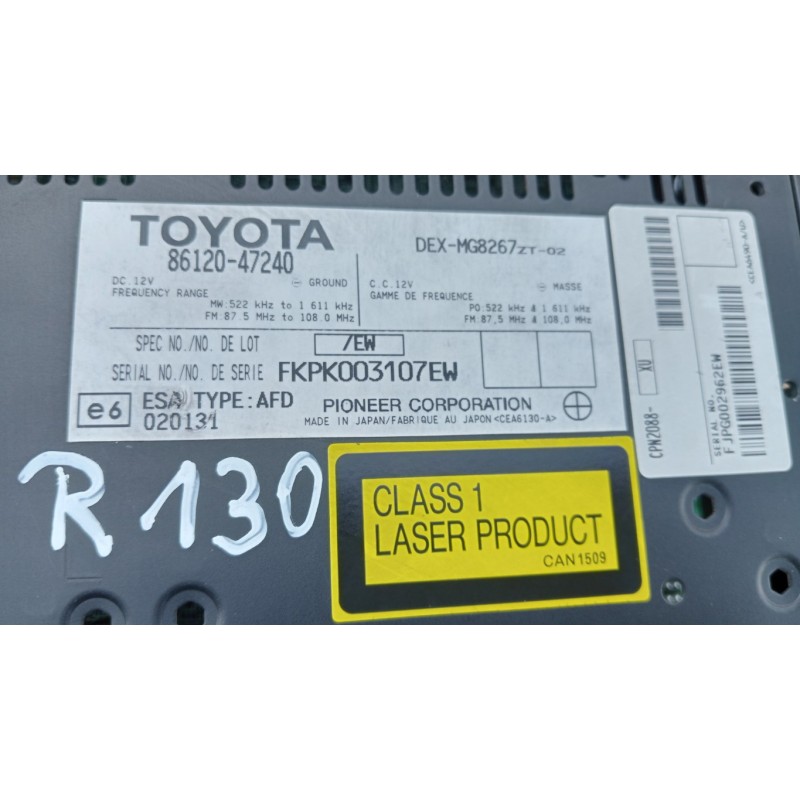 TOYOTA
86120-47240
DEX-MG8267ZT-02
DC.12V ⊖ GROUND
FREQUENCY RANGE
MW:522 kHz to 1 611 kHz
FM:87.5 MHz to 108.0 MHz
C.C.12V ⊖ MASSE
GAMME DE FREQUENCE
PO:522 kHz á 1 611 kHz
FM:87,5 MHz á 108,0 MHz
SPEC NO./NO. DE LOT /EW
SERIAL NO./NO. DE SERIE FKPK003107EW
e6 ESA TYPE:AFD
020131
PIONEER CORPORATION
MADE IN JAPAN/FABRIQUE AU JAPON <CEA6130-A>
CPN2088- XU
SERIAL NO.
FJPG002962EW
R130
CLASS 1
LASER PRODUCT
CAN1509